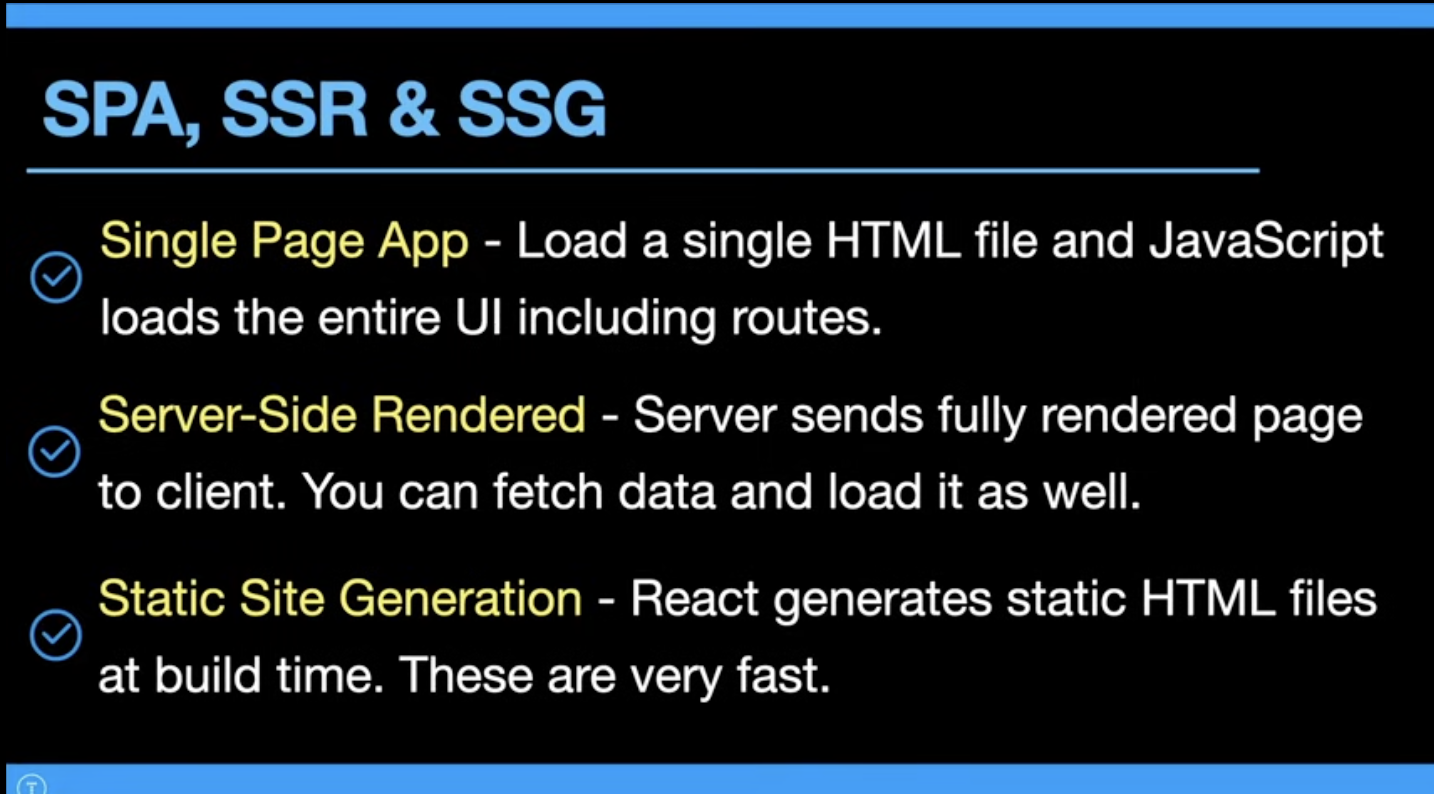 SPA, SSR & SSG
Single Page App - Load a single HTML file and JavaScript
loads the entire UI including routes.
Server-Side Rendered - Server sends fully rendered page
to client. You can fetch data and load it as well.
Static Site Generation - React generates static HTML files
at build time. These are very fast.
T